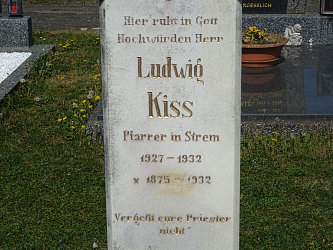 Hier ruht in Gott
Hochwürden Herr
Ludwig
Kiss
Pfarrer in Strem
1927 - 1932
* 1875 - 1932
Vergeßt eure Priester
nicht"